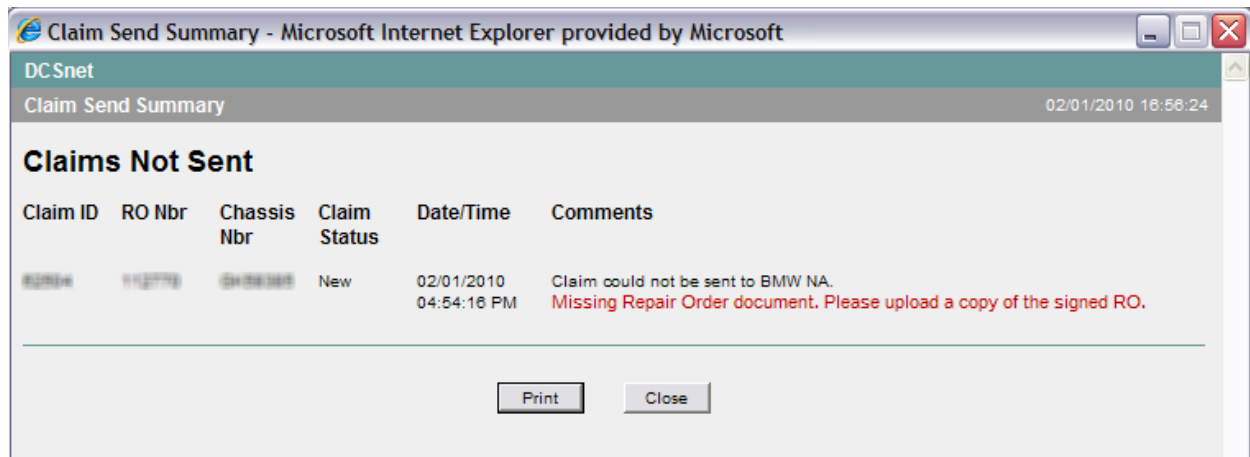 Claim Send Summary - Microsoft Internet Explorer provided by Microsoft
DCSnet
Claim Send Summary 02/01/2010 16:56:24
Claims Not Sent
Claim ID RO Nbr Chassis Nbr Claim Status Date/Time Comments
New 02/01/2010 04:54:16 PM Claim could not be sent to BMW NA.
Missing Repair Order document. Please upload a copy of the signed RO.
Print Close